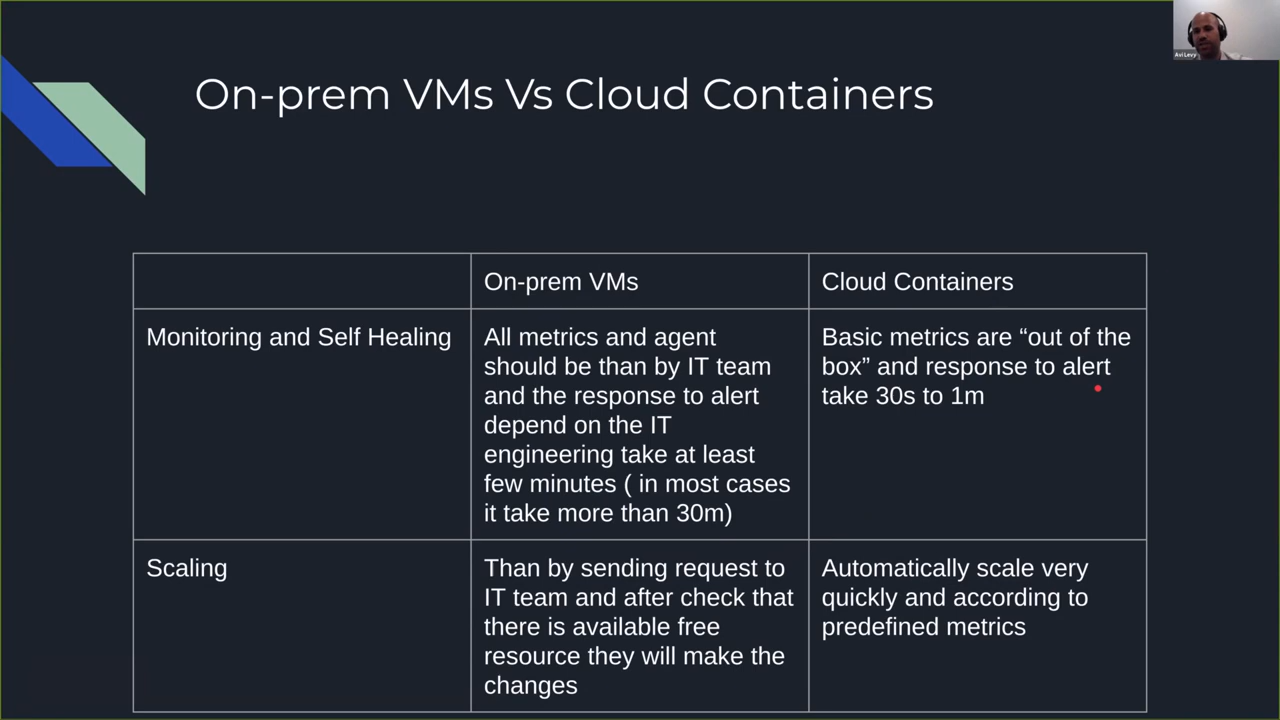 Avi Levy
On-prem VMs Vs Cloud Containers
On-prem VMs
Cloud Containers
Monitoring and Self Healing
All metrics and agent
should be than by IT team
and the response to alert
depend on the IT
engineering take at least
few minutes ( in most cases
it take more than 30m)
Basic metrics are “out of the
box” and response to alert
take 30s to 1m
Scaling
Than by sending request to
IT team and after check that
there is available free
resource they will make the
changes
Automatically scale very
quickly and according to
predefined metrics